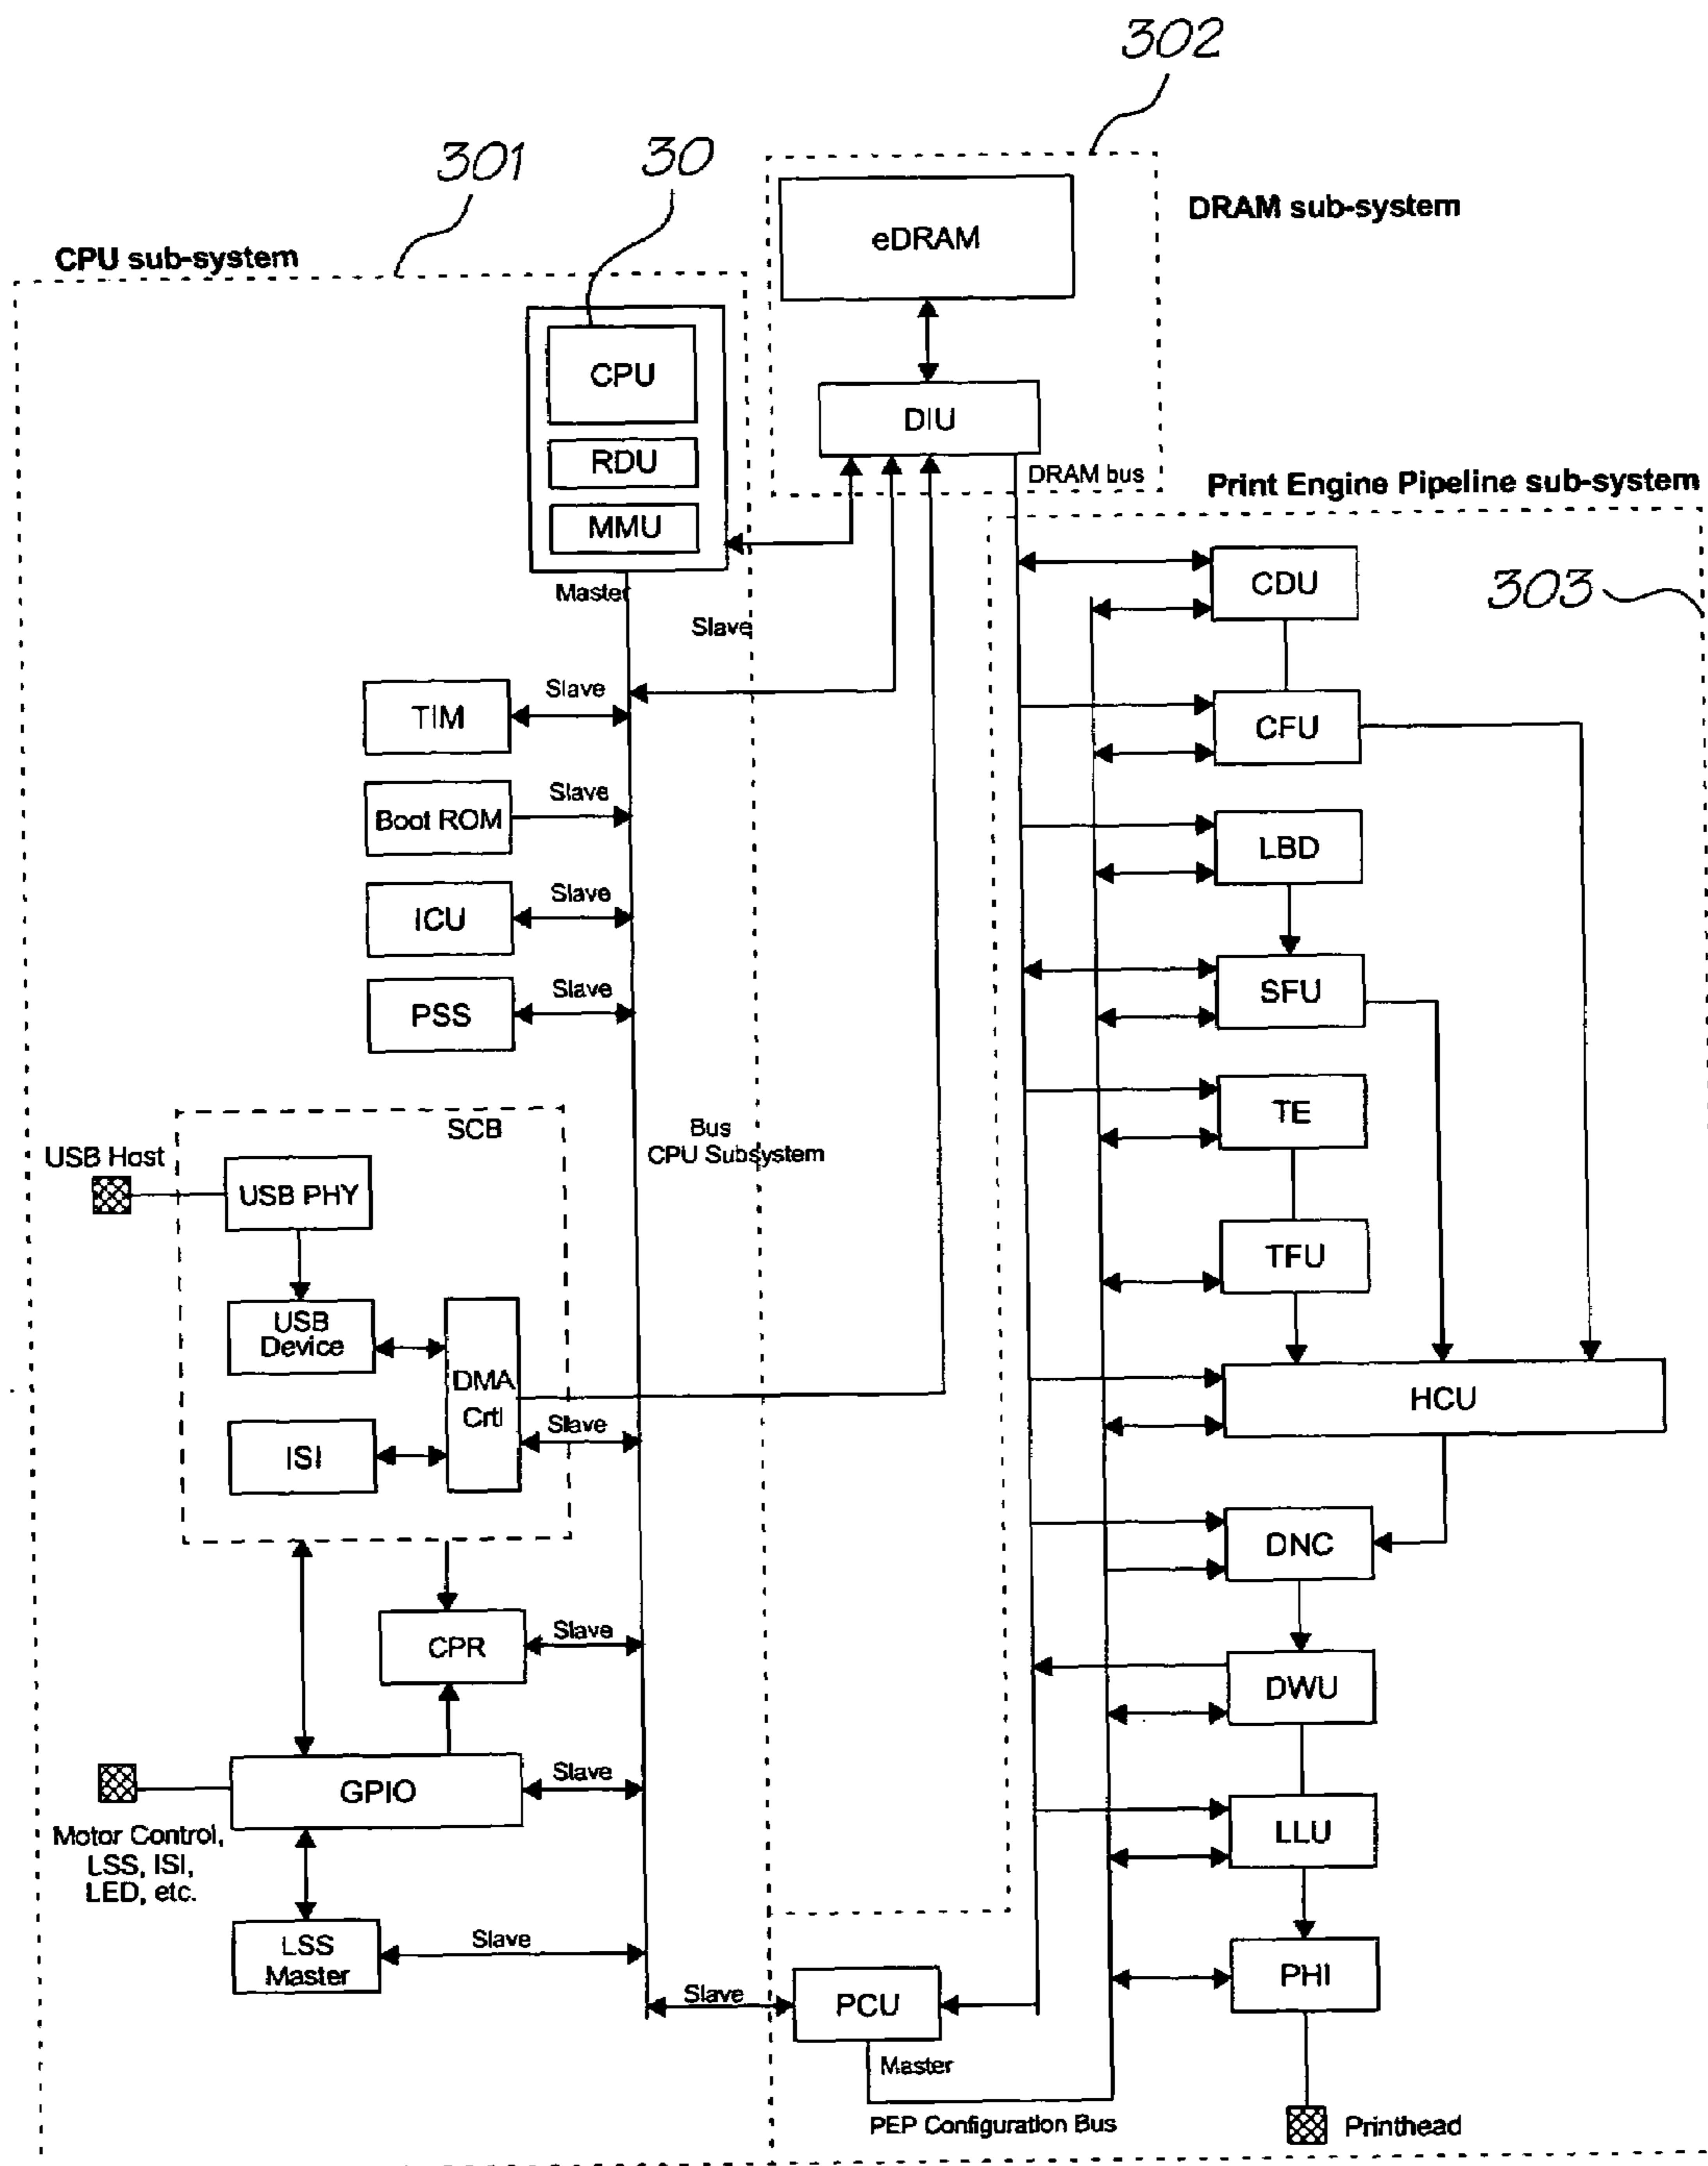 302
301
30
DRAM sub-system
eDRAM
CPU sub-system
CPU
DIU
RDU
DRAM bus
Print Engine Pipeline sub-system
MMU
CDU
303
Master
Slave
Slave
TIM
CFU
Slave
Boot ROM
LBD
Slave
ICU
Slave
PSS
SFU
TE
SCB
Bus
CPU Subsystem
USB Host
USB PHY
TFU
USB
Device
DMA
Crtl
HCU
Slave
ISI
DNC
Slave
CPR
DWU
Slave
GPIO
LLU
Motor Control,
LSS, ISI,
LED, etc.
Slave
LSS
Master
PHI
Slave
PCU
Master
PEP Configuration Bus
Printhead